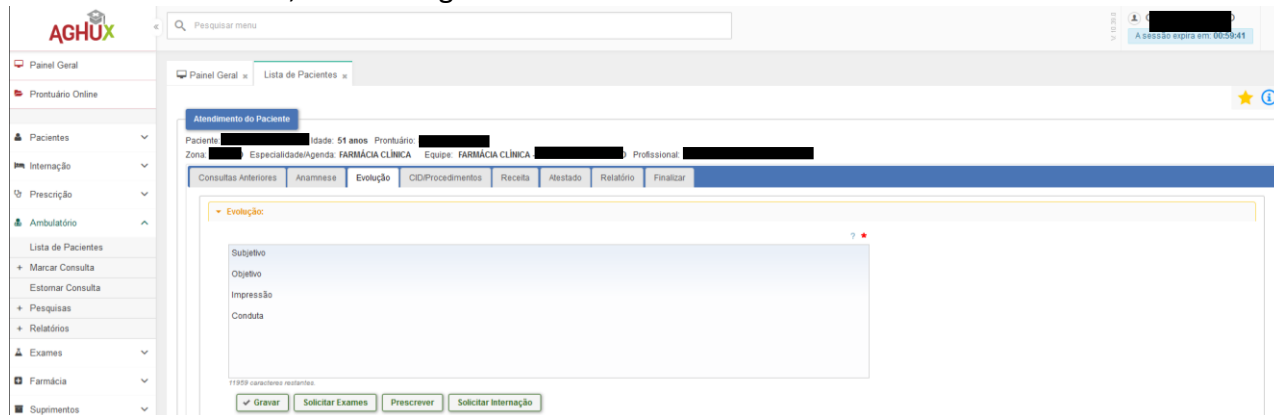 AGHUX
<
Pesquisar menu
A sessão expira em: 00:59:41
Painel Geral
Prontuário Online
Pacientes
Internação
Prescrição
Ambulatório
Lista de Pacientes
+ Marcar Consulta
Estornar Consulta
+ Pesquisas
+ Relatórios
Exames
Farmácia
Suprimentos
Painel Geral x Lista de Pacientes x
Atendimento do Paciente
Paciente: Idade: 51 anos Prontuário:
Zona: Especialidade/Agenda: FARMÁCIA CLÍNICA Equipe: FARMÁCIA CLÍNICA - Profissional:
Consultas Anteriores Anamnese Evolução CID/Procedimentos Receita Atestado Relatório Finalizar
Evolução:
? *
Subjetivo
Objetivo
Impressão
Conduta
11959 caracteres restantes
Gravar Solicitar Exames Prescrever Solicitar Internação